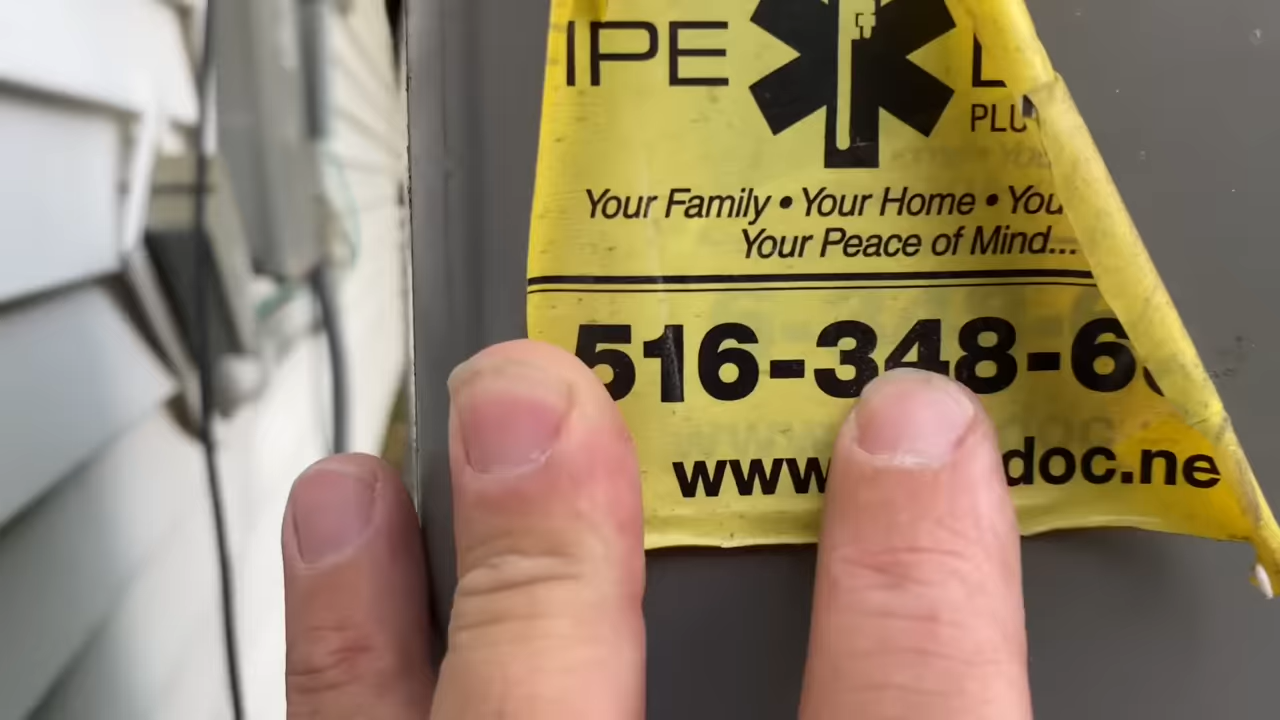 IPE
PLU
Your Family • Your Home • You
Your Peace of Mind...
516-348-6
www doc.ne